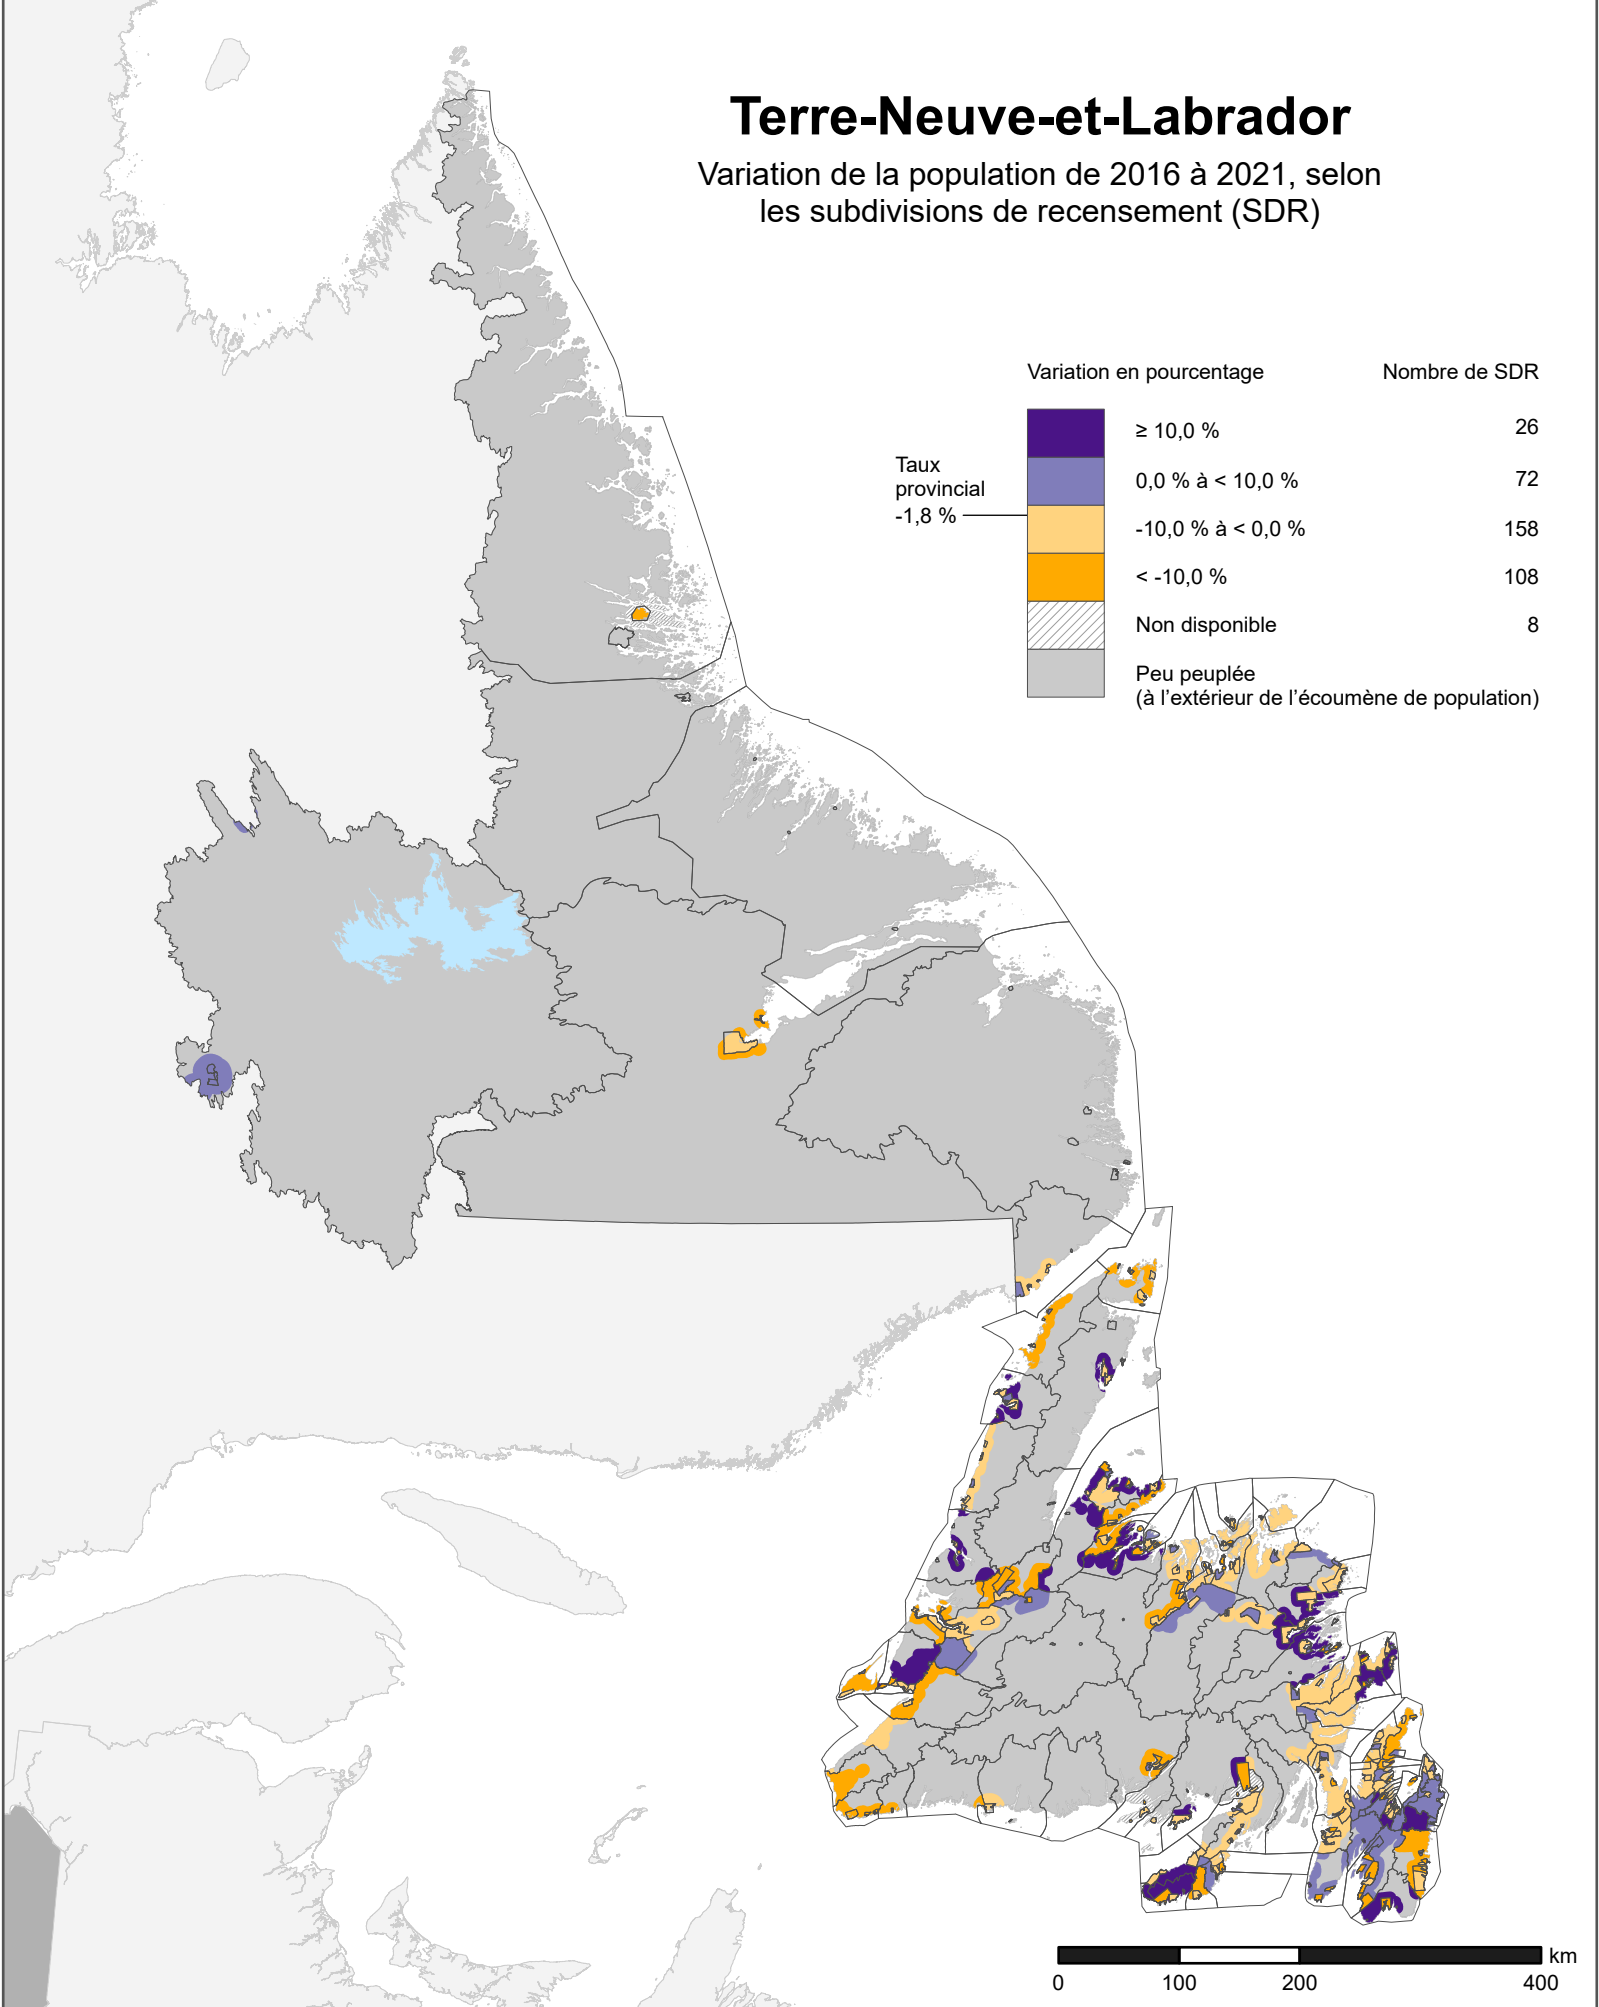 Terre-Neuve-et-Labrador
Variation de la population de 2016 à 2021, selon
les subdivisions de recensement (SDR)
Variation en pourcentage Nombre de SDR
≥ 10,0 % 26
0,0 % à < 10,0 % 72
-10,0 % à < 0,0 % 158
< -10,0 % 108
Non disponible 8
Peu peuplée
(à l'extérieur de l'écoumène de population)
Taux
provincial
-1,8 %
km
0 100 200 400